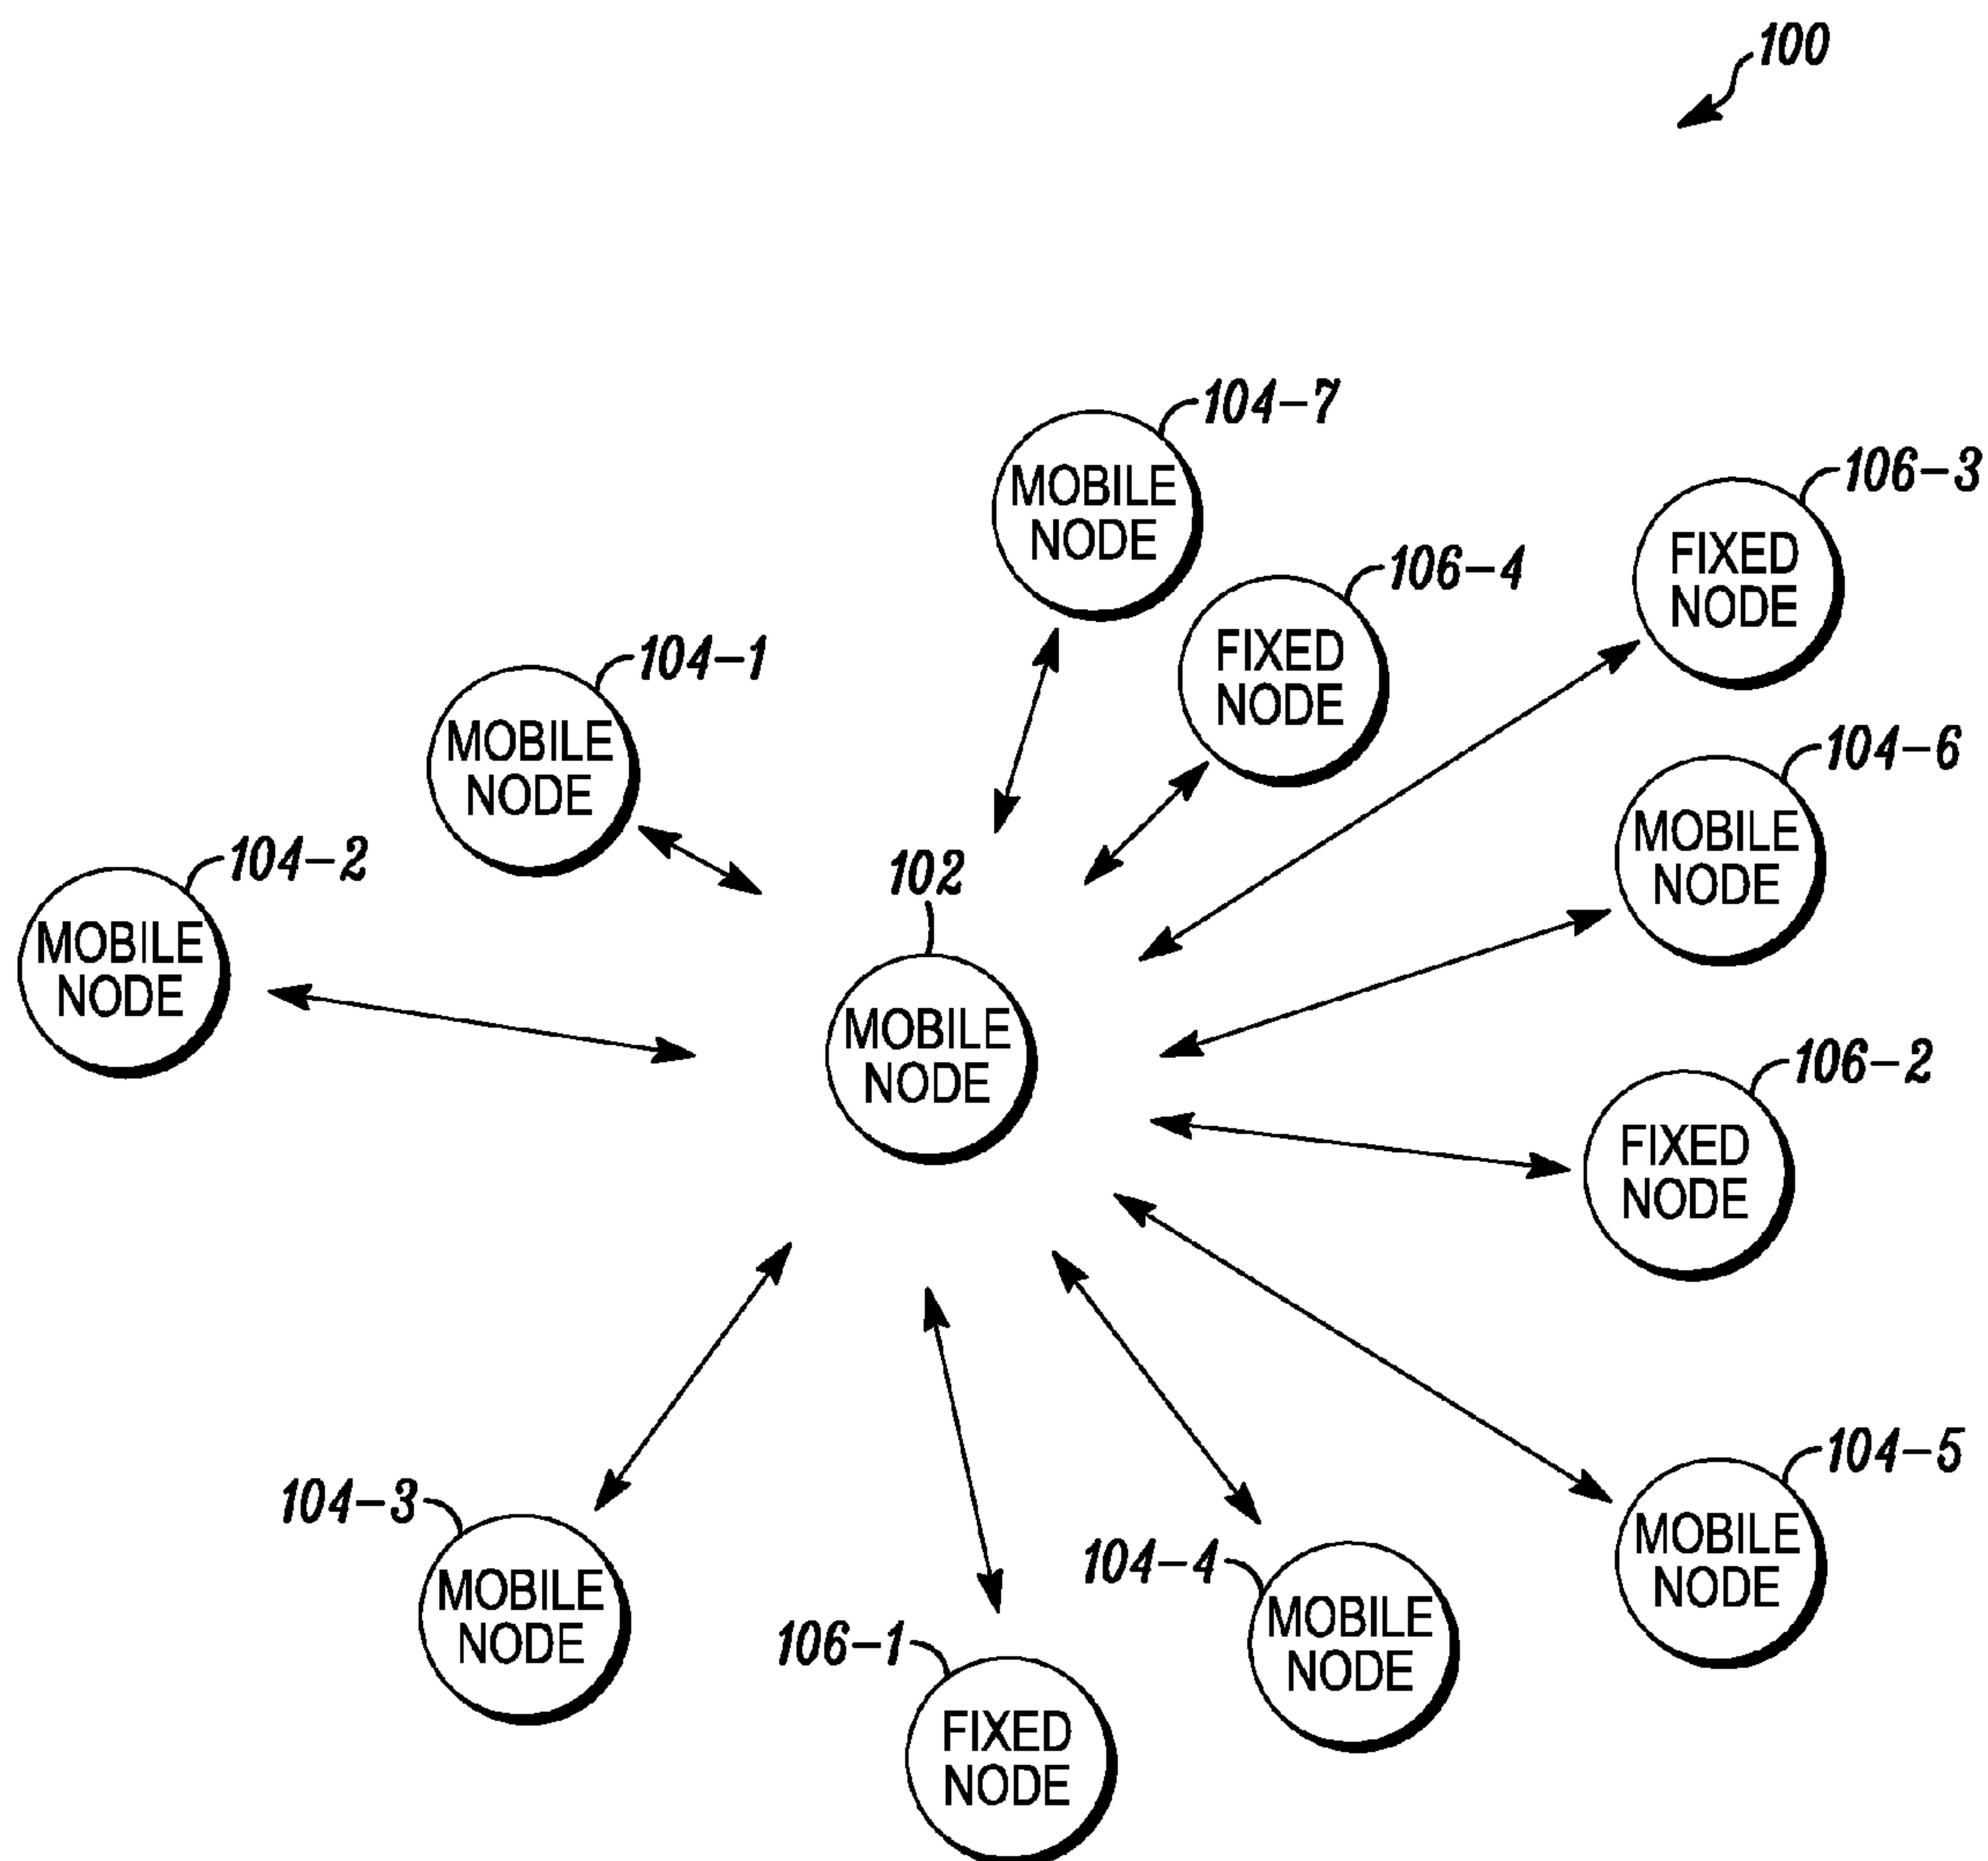 100
104-7
MOBILE
NODE
106-3
FIXED
NODE
106-4
FIXED
NODE
104-1
MOBILE
NODE
104-6
MOBILE
NODE
104-2
MOBILE
NODE
102
MOBILE
NODE
106-2
FIXED
NODE
104-5
MOBILE
NODE
104-3
MOBILE
NODE
104-4
MOBILE
NODE
106-1
FIXED
NODE